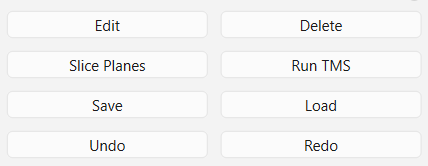 Edit Delete
Slice Planes Run TMS
Save Load
Undo Redo